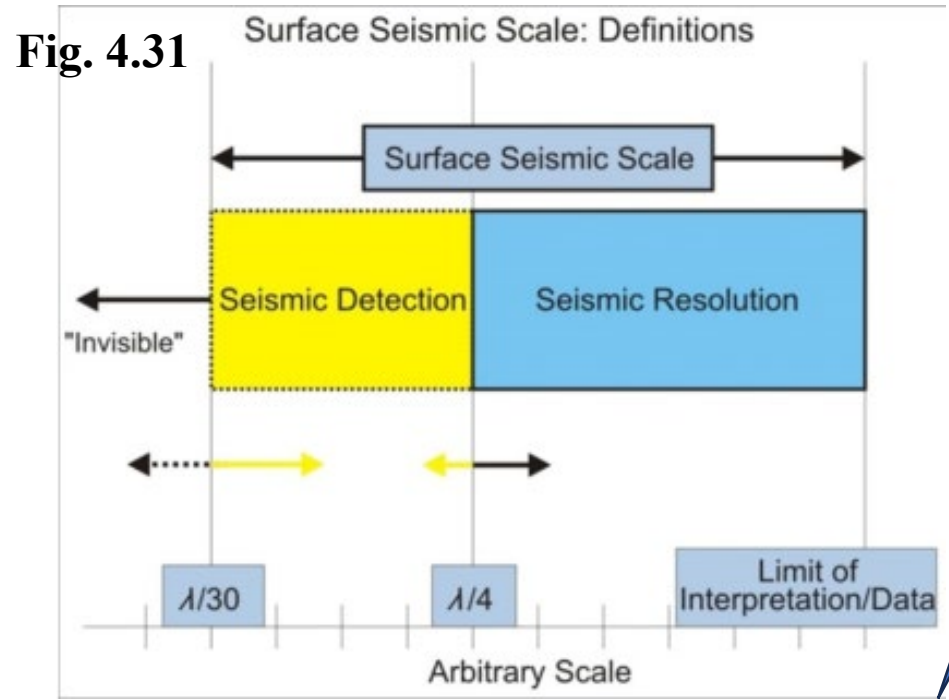 Fig. 4.31
Surface Seismic Scale: Definitions
Surface Seismic Scale
Seismic Detection
Seismic Resolution
"Invisible"
λ/30
λ/4
Limit of
Interpretation/Data
Arbitrary Scale